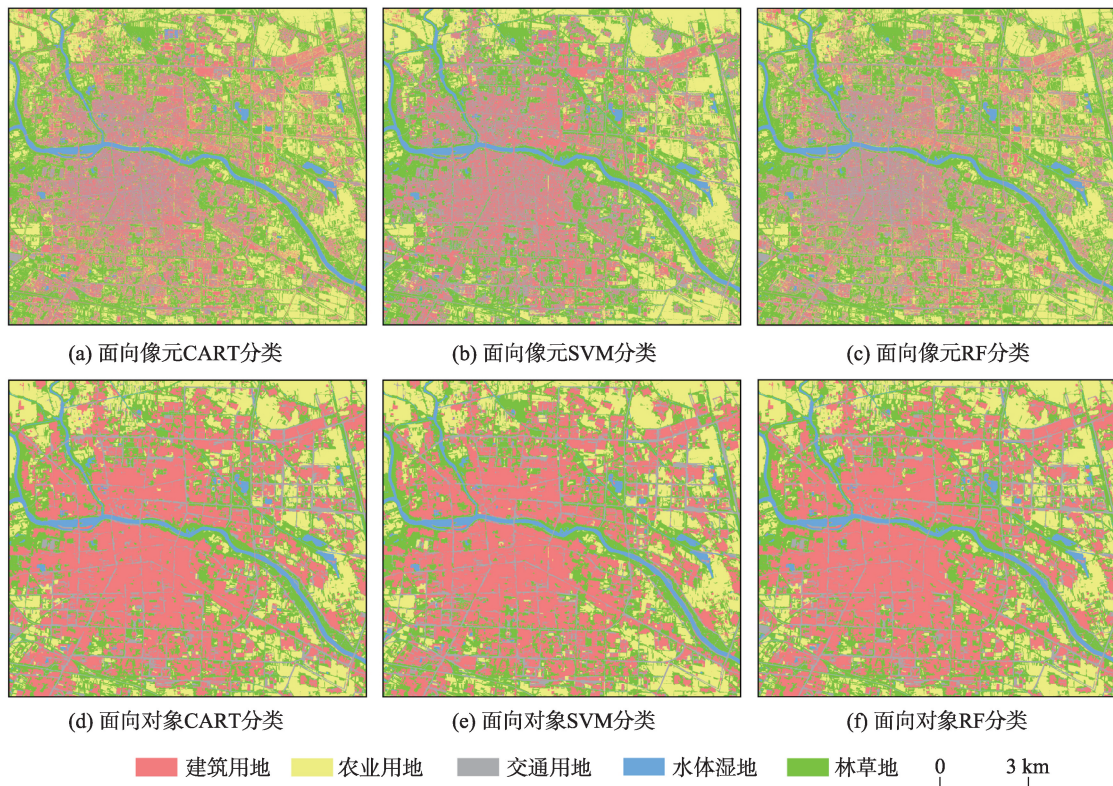 (a) 面向像元CART分类
(b) 面向像元SVM分类
(c) 面向像元RF分类
(d) 面向对象CART分类
(e) 面向对象SVM分类
(f) 面向对象RF分类
建筑用地 农业用地 交通用地 水体湿地 林草地 0 3 km